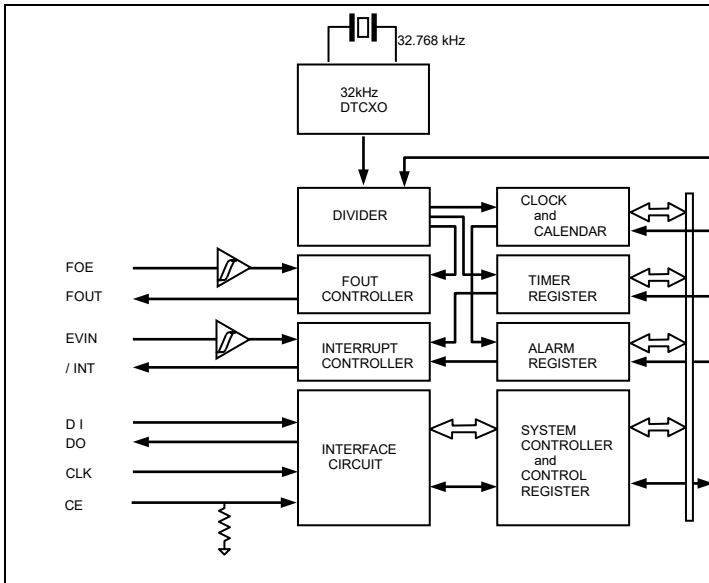 32.768 kHz
32kHz
DTCXO
DIVIDER
CLOCK
and
CALENDAR
FOE
FOUT
FOUT
CONTROLLER
TIMER
REGISTER
EVIN
/ INT
INTERRUPT
CONTROLLER
ALARM
REGISTER
D I
DO
CLK
CE
INTERFACE
CIRCUIT
SYSTEM
CONTROLLER
and
CONTROL
REGISTER